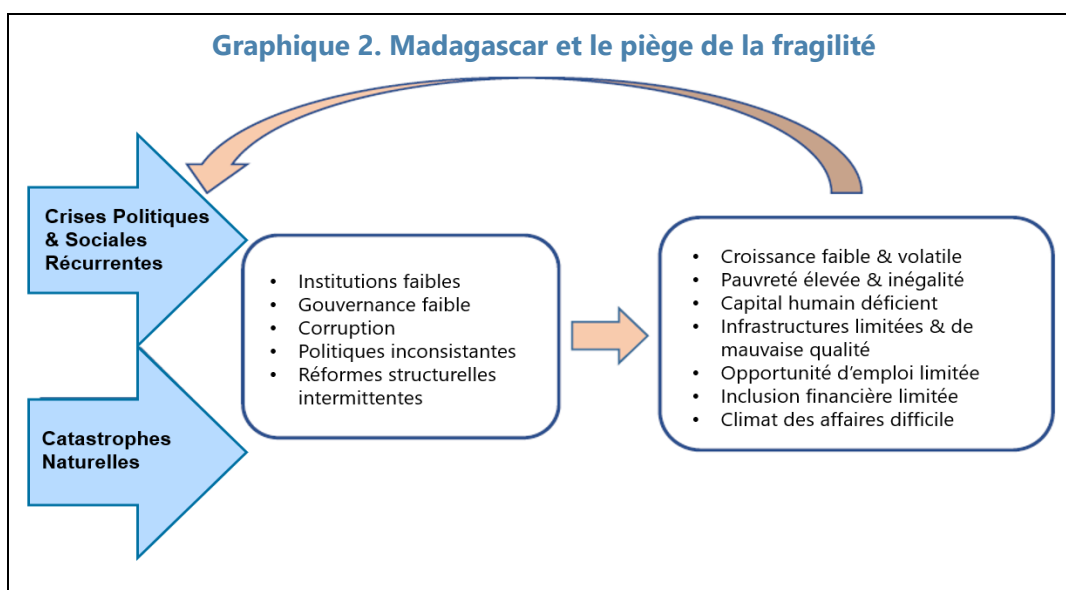 Graphique 2. Madagascar et le piège de la fragilité
Crises Politiques
& Sociales
Récurrentes
Catastrophes
Naturelles
• Institutions faibles
• Gouvernance faible
• Corruption
• Politiques inconsistantes
• Réformes structurelles
intermittentes
• Croissance faible & volatile
• Pauvreté élevée & inégalité
• Capital humain déficient
• Infrastructures limitées & de
mauvaise qualité
• Opportunité d’emploi limitée
• Inclusion financière limitée
• Climat des affaires difficile